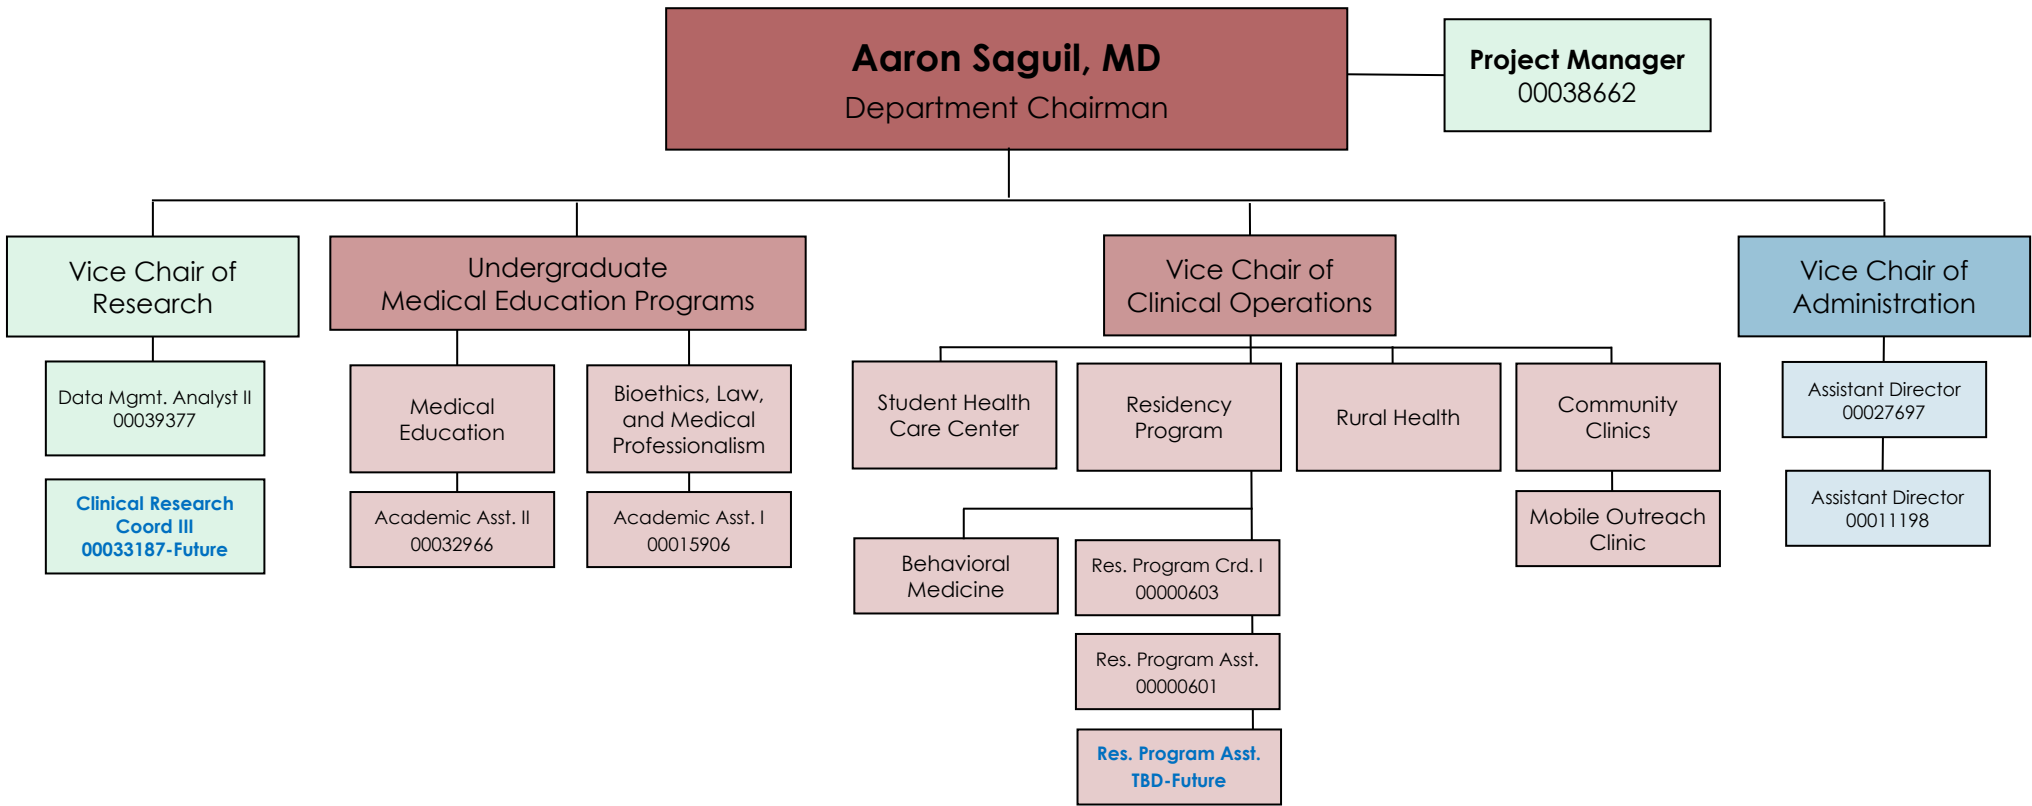 Aaron Saguil, MD
Department Chairman
Project Manager
00038662
Vice Chair of
Research
Undergraduate
Medical Education Programs
Vice Chair of
Clinical Operations
Vice Chair of
Administration
Data Mgmt. Analyst II
00039377
Clinical Research
Coord III
00033187-Future
Medical
Education
Academic Asst. II
00032966
Bioethics, Law,
and Medical
Professionalism
Academic Asst. I
00015906
Student Health
Care Center
Residency
Program
Rural Health
Community
Clinics
Mobile Outreach
Clinic
Behavioral
Medicine
Res. Program Crd. I
00000603
Res. Program Asst.
00000601
Res. Program Asst.
TBD-Future
Assistant Director
00027697
Assistant Director
00011198